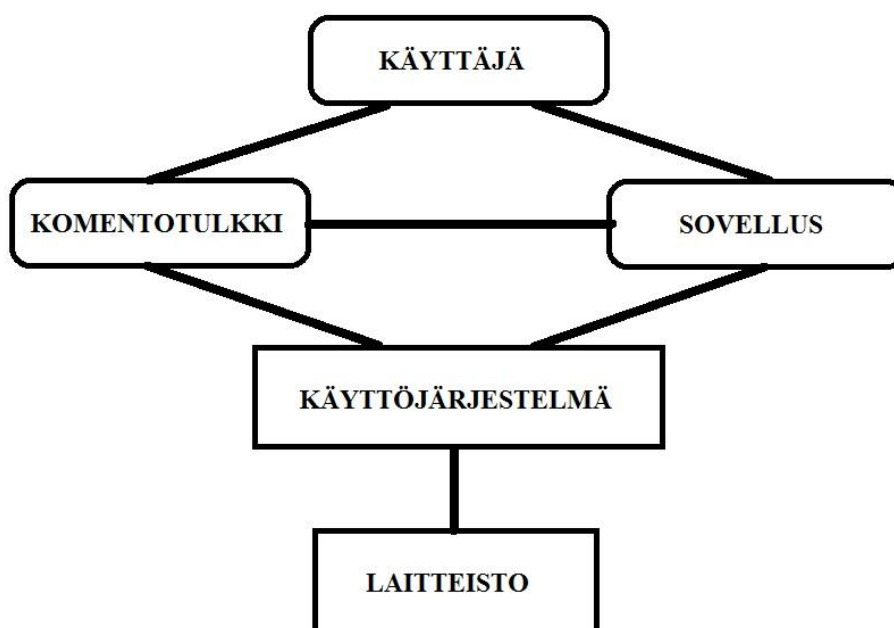 KÄYTTÄJÄ
KOMENTOTULKKI
SOVELLUS
KÄYTTÖJÄRJESTELMÄ
LAITTEISTO